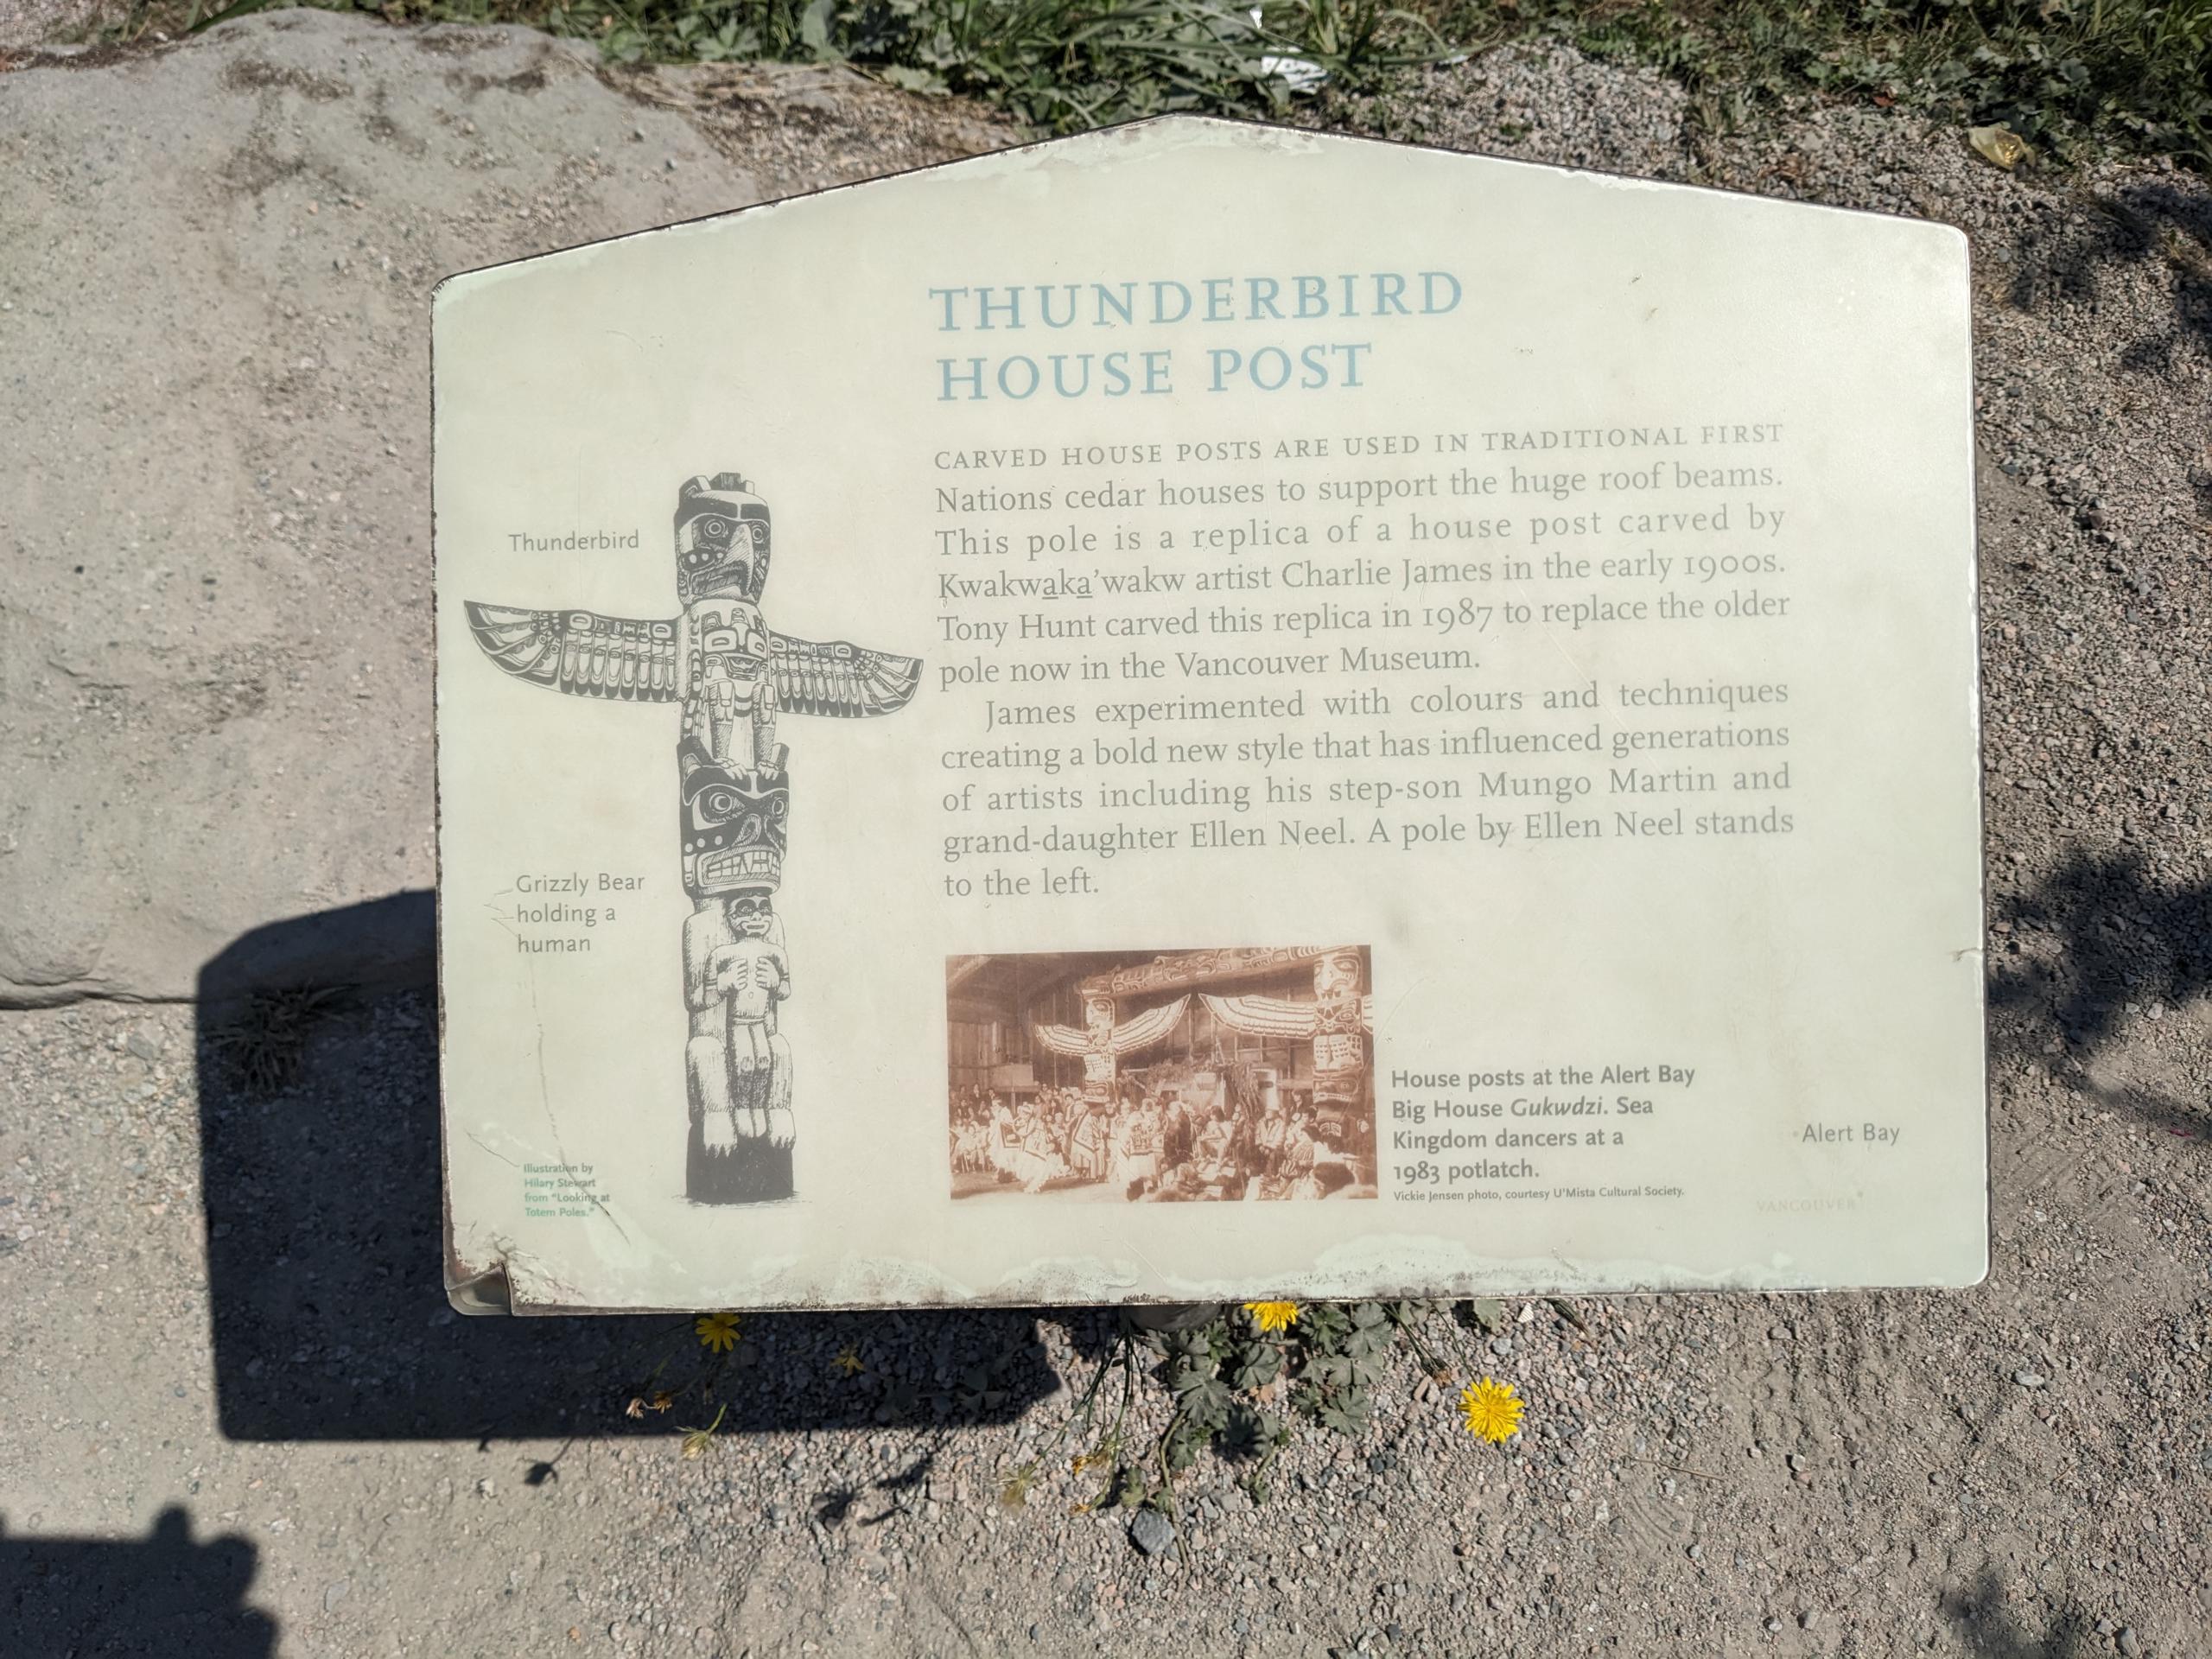 THUNDERBIRD
HOUSE POST
CARVED HOUSE POSTS ARE USED IN TRADITIONAL FIRST
Nations cedar houses to support the huge roof beams.
This pole is a replica of a house post carved by
Kwakwa̱ka̱'wakw artist Charlie James in the early 1900s.
Tony Hunt carved this replica in 1987 to replace the older
pole now in the Vancouver Museum.
James experimented with colours and techniques
creating a bold new style that has influenced generations
of artists including his step-son Mungo Martin and
grand-daughter Ellen Neel. A pole by Ellen Neel stands
to the left.
Thunderbird
Grizzly Bear
holding a
human
Illustration by
Hilary Stewart
from "Looking at
Totem Poles."
House posts at the Alert Bay
Big House Gukwdzi. Sea
Kingdom dancers at a
1983 potlatch.
Vickie Jensen photo, courtesy U'Mista Cultural Society.
Alert Bay
VANCOUVER